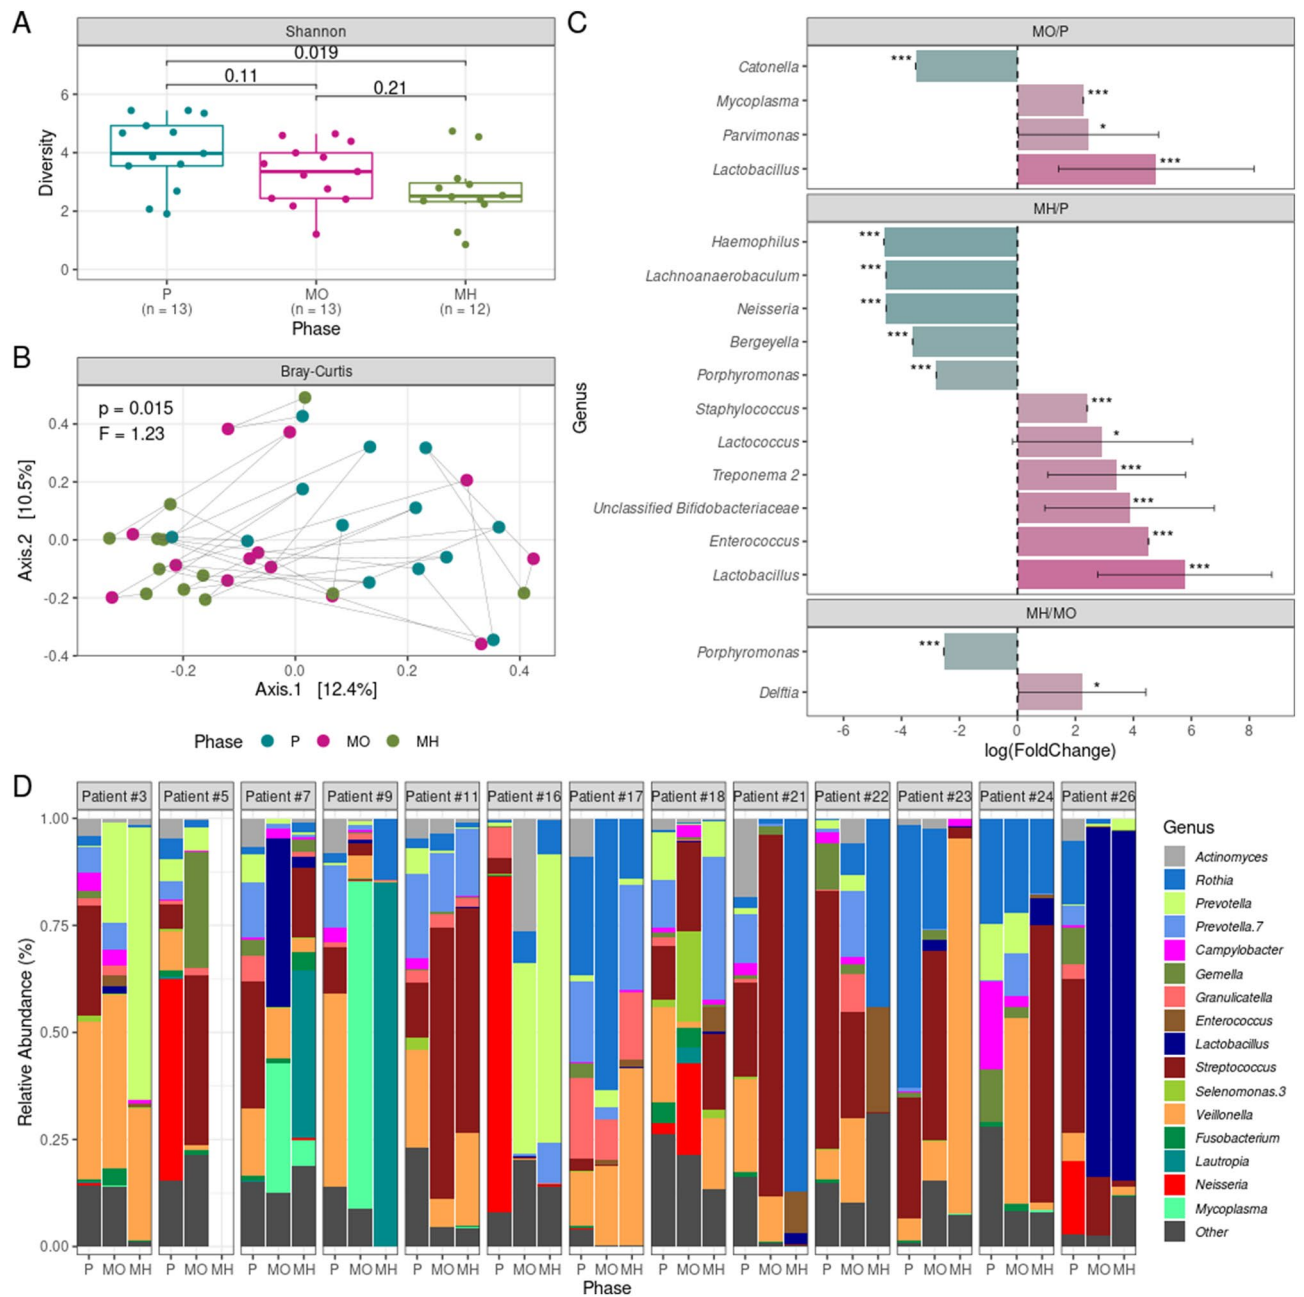 A
Shannon
0.019
0.11
0.21
6
4
2
0
Diversity
P
(n = 13)
MO
(n = 13)
MH
(n = 12)
Phase
B
Bray-Curtis
p = 0.015
F = 1.23
0.4
0.2
0.0
-0.2
-0.4
Axis.2 [10.5%]
-0.2 0.0 0.2 0.4
Axis.1 [12.4%]
Phase P MO MH
C
Genus
MO/P
Catonella ***
Mycoplasma ***
Parvimonas *
Lactobacillus ***
MH/P
Haemophilus ***
Lachnoanaerobaculum ***
Neisseria ***
Bergeyella ***
Porphyromonas ***
Staphylococcus ***
Lactococcus *
Treponema 2 ***
Unclassified Bifidobacteriaceae ***
Enterococcus ***
Lactobacillus ***
MH/MO
Porphyromonas ***
Delftia *
-6 -4 -2 0 2 4 6 8
log(FoldChange)
D
Patient #3 Patient #5 Patient #7 Patient #9 Patient #11 Patient #16 Patient #17 Patient #18 Patient #21 Patient #22 Patient #23 Patient #24 Patient #26
1.00
0.75
0.50
0.25
0.00
Relative Abundance (%)
P MO MH P MO MH P MO MH P MO MH P MO MH P MO MH P MO MH P MO MH P MO MH P MO MH P MO MH P MO MH P MO MH
Phase
Genus
Actinomyces
Rothia
Prevotella
Prevotella.7
Campylobacter
Gemella
Granulicatella
Enterococcus
Lactobacillus
Streptococcus
Selenomonas.3
Veillonella
Fusobacterium
Lautropia
Neisseria
Mycoplasma
Other